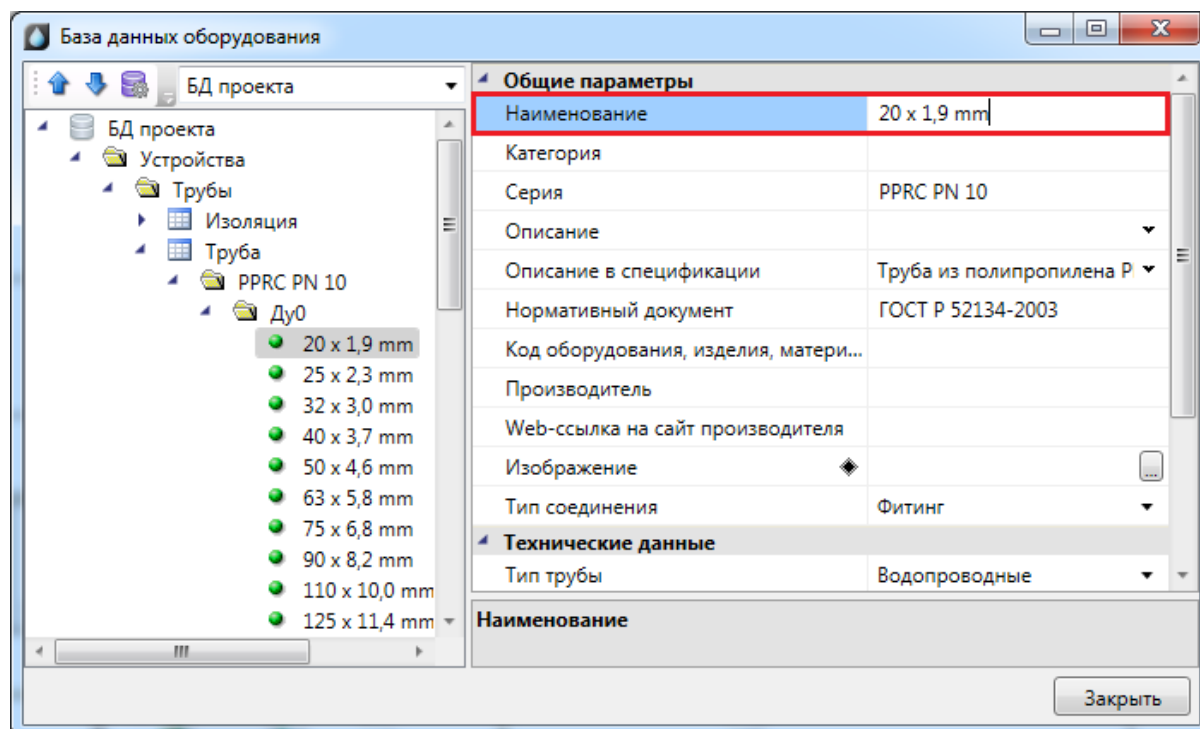 База данных оборудования
БД проекта
БД проекта
Устройства
Трубы
Изоляция
Труба
PPRC PN 10
Ду0
20 x 1,9 mm
25 x 2,3 mm
32 x 3,0 mm
40 x 3,7 mm
50 x 4,6 mm
63 x 5,8 mm
75 x 6,8 mm
90 x 8,2 mm
110 x 10,0 mm
125 x 11,4 mm
Общие параметры
Наименование 20 x 1,9 mm
Категория
Серия PPRC PN 10
Описание
Описание в спецификации Труба из полипропилена P
Нормативный документ ГОСТ Р 52134-2003
Код оборудования, изделия, матери...
Производитель
Web-ссылка на сайт производителя
Изображение ...
Тип соединения Фитинг
Технические данные
Тип трубы Водопроводные
Наименование
Закрыть